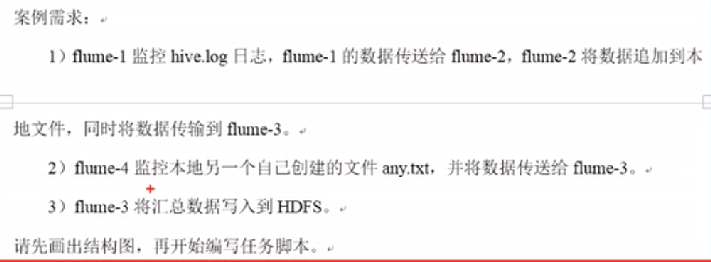 案例需求：
1）flume-1 监控 hive.log 日志，flume-1 的数据传送给 flume-2，flume-2 将数据追加到本
地文件，同时将数据传输到 flume-3。
2）flume-4 监控本地另一个自己创建的文件 any.txt，并将数据传送给 flume-3。
3）flume-3 将汇总数据写入到 HDFS。
请先画出结构图，再开始编写任务脚本。